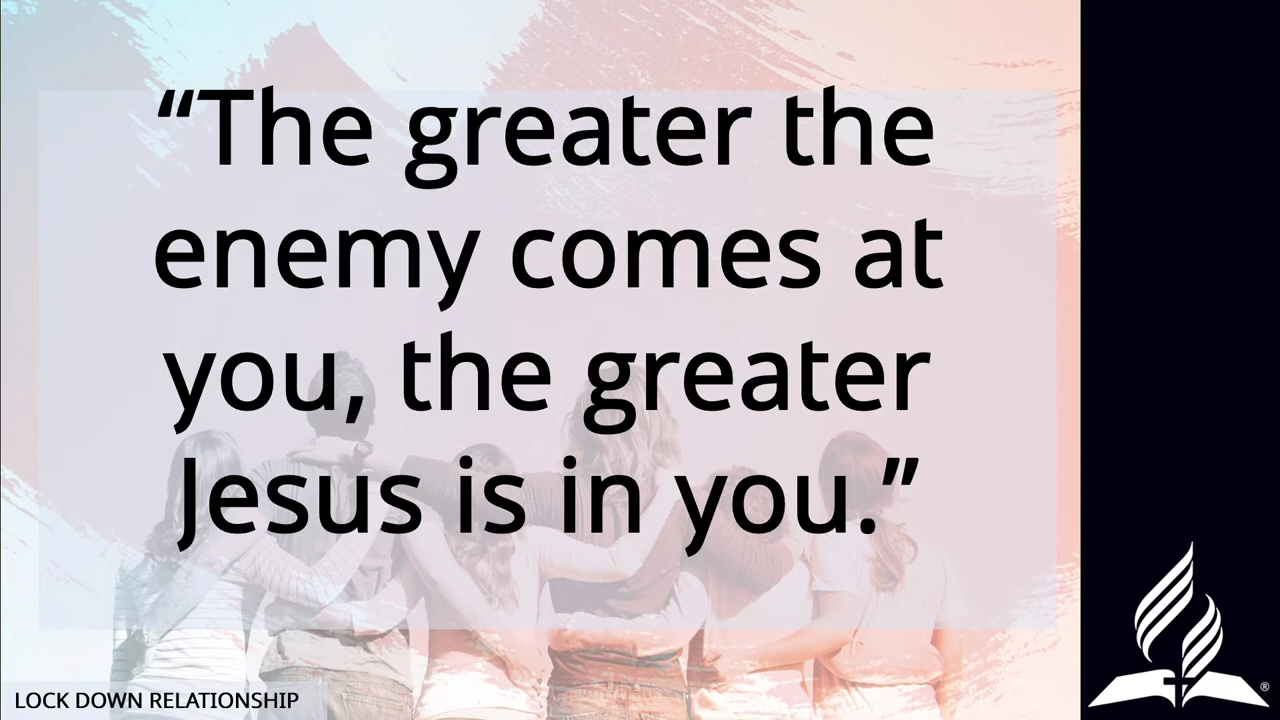 “The greater the
enemy comes at
you, the greater
Jesus is in you.”
LOCK DOWN RELATIONSHIP
®